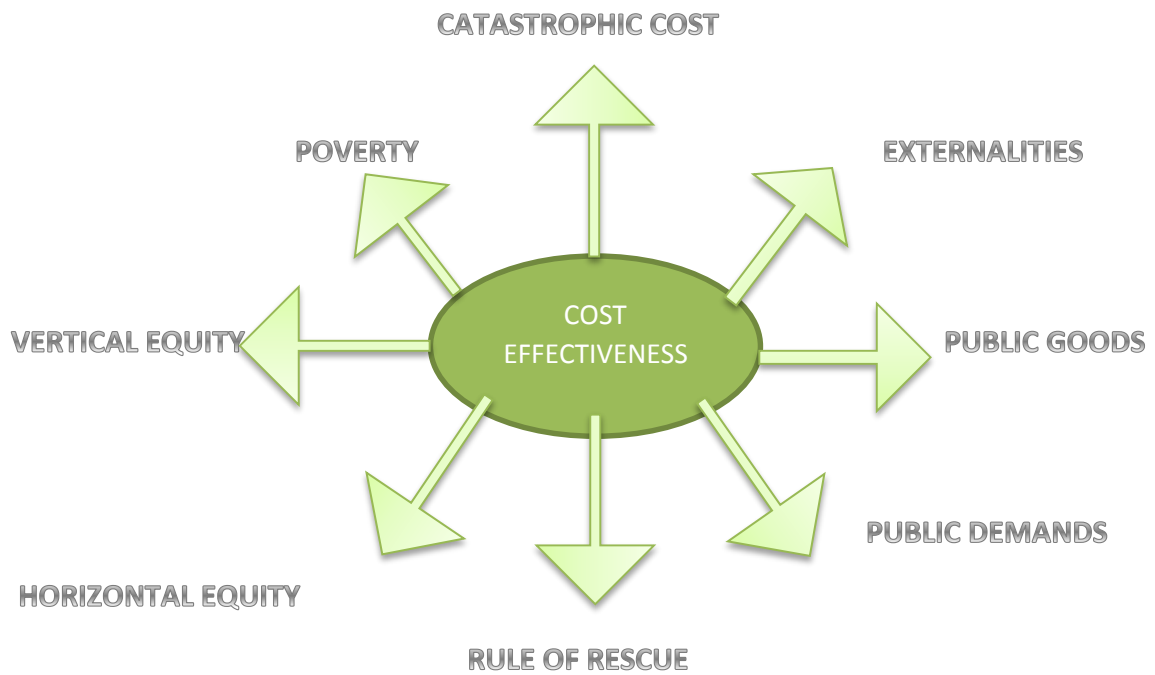 CATASTROPHIC COST
POVERTY
EXTERNALITIES
COST
EFFECTIVENESS
VERTICAL EQUITY
PUBLIC GOODS
PUBLIC DEMANDS
HORIZONTAL EQUITY
RULE OF RESCUE